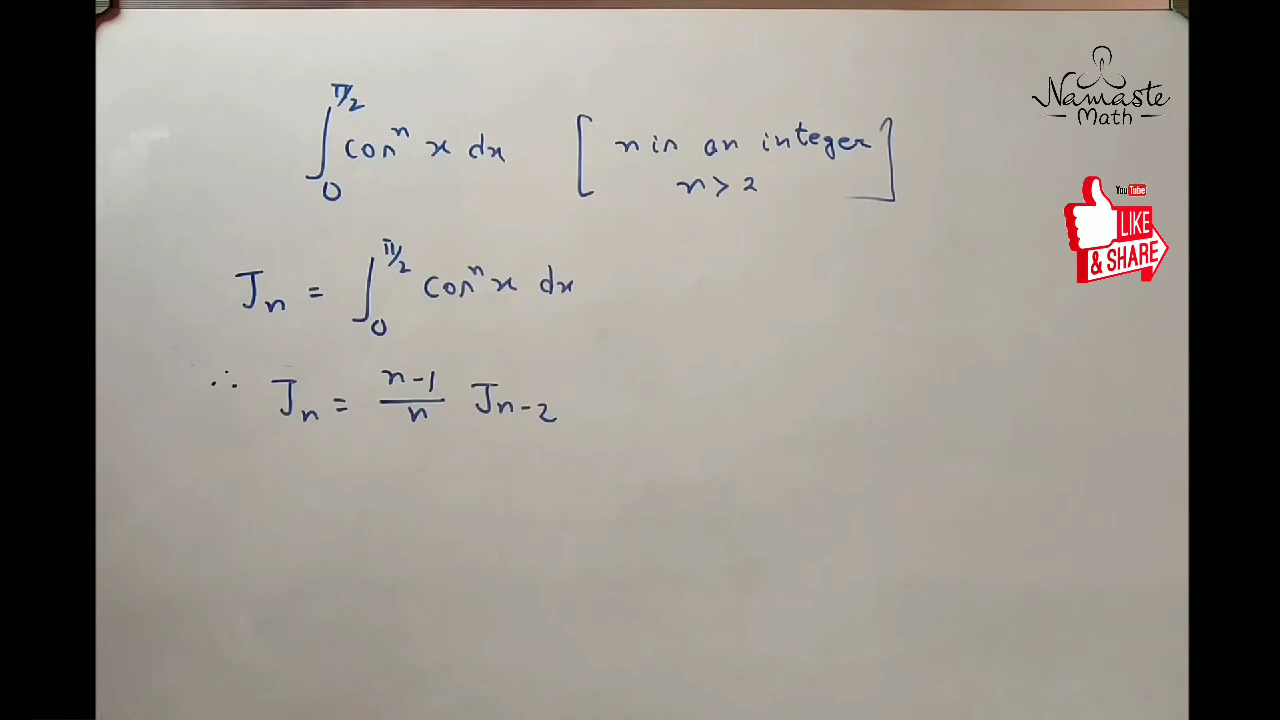 ∫₀^{π/2} cosⁿ x dx [n is an integer
n > 2]
Jₙ = ∫₀^{π/2} cosⁿ x dx
∴ Jₙ = \frac{n-1}{n} Jₙ₋₂
Namaste
Math
YouTube
LIKE
& SHARE